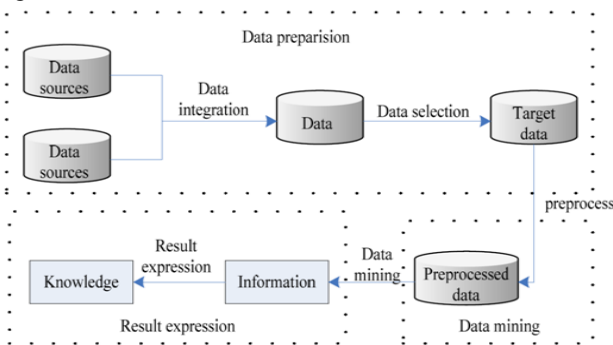 Data preparision
Data
sources
Data
integration
Data
Data selection
Target
data
Data
sources
preprocess
Knowledge
Result
expression
Information
Data
mining
Preprocessed
data
Result expression
Data mining